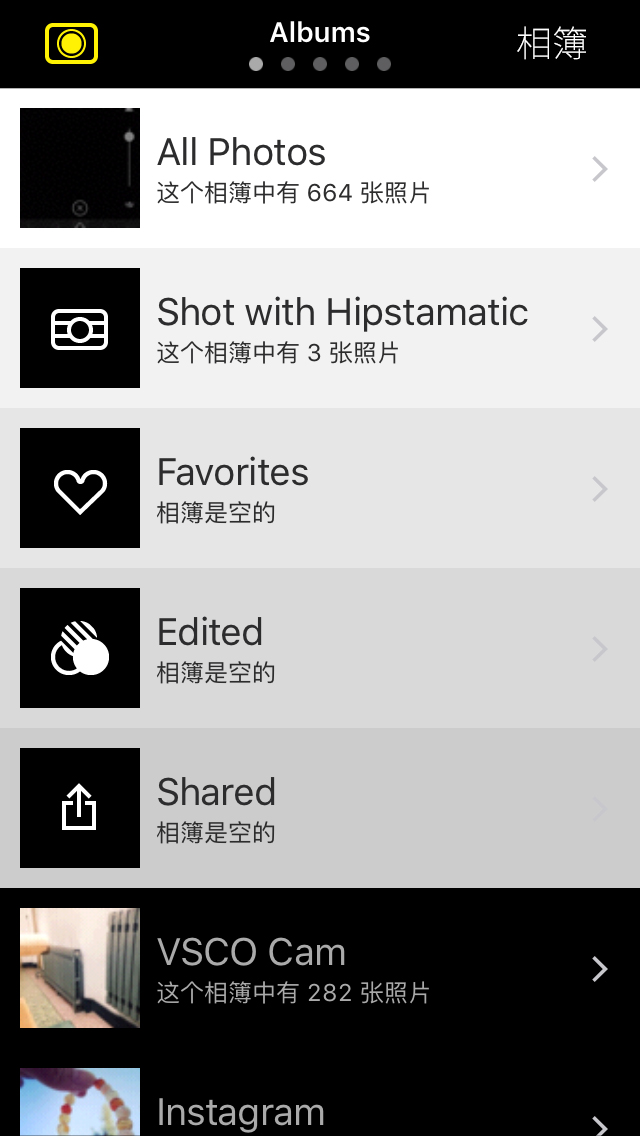 Albums
相簿
All Photos
这个相簿中有 664 张照片
Shot with Hipstamatic
这个相簿中有 3 张照片
Favorites
相簿是空的
Edited
相簿是空的
Shared
相簿是空的
VSCO Cam
这个相簿中有 282 张照片
Instagram